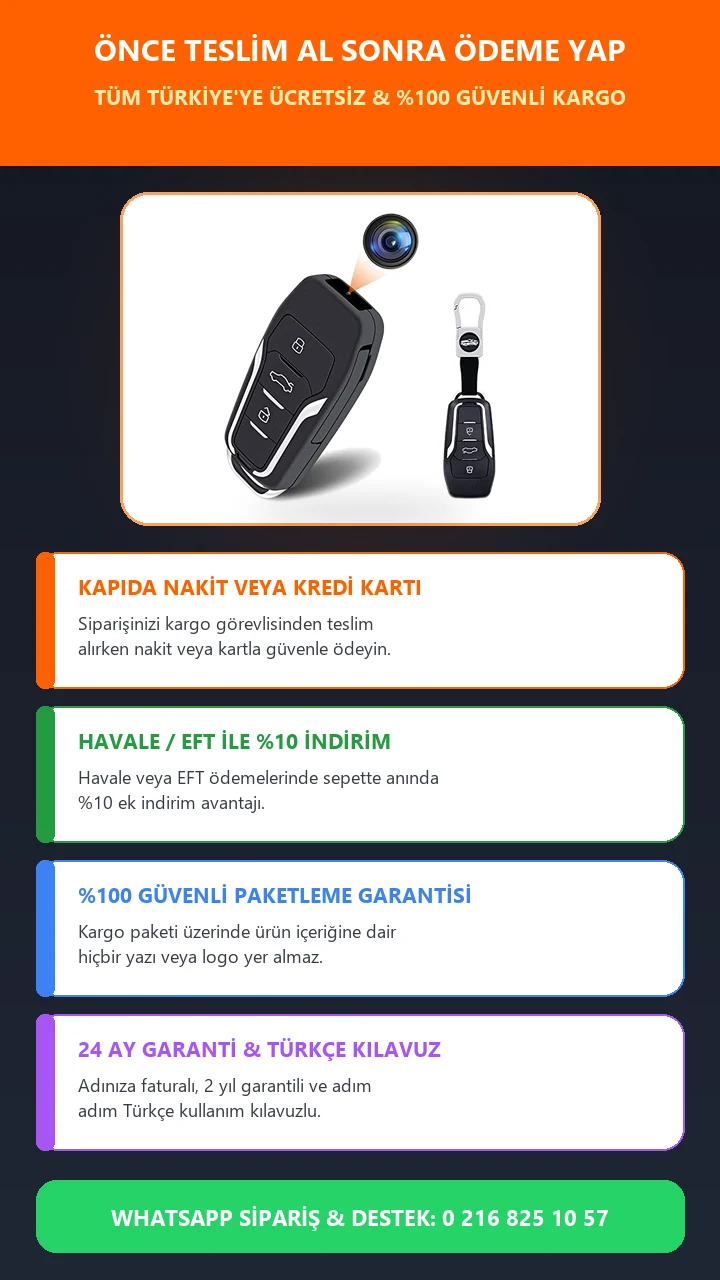 ÖNCE TESLİM AL SONRA ÖDEME YAP
TÜM TÜRKİYE'YE ÜCRETSİZ & %100 GÜVENLİ KARGO
KAPIDA NAKİT VEYA KREDİ KARTI
Siparişinizi kargo görevlisinden teslim
alırken nakit veya kartla güvenle ödeyin.
HAVALE / EFT İLE %10 İNDİRİM
Havale veya EFT ödemelerinde sepette anında
%10 ek indirim avantajı.
%100 GÜVENLİ PAKETLEME GARANTİSİ
Kargo paketi üzerinde ürün içeriğine dair
hiçbir yazı veya logo yer almaz.
24 AY GARANTİ & TÜRKÇE KILAVUZ
Adınıza faturalı, 2 yıl garantili ve adım
adım Türkçe kullanım kılavuzlu.
WHATSAPP SİPARİŞ & DESTEK: 0 216 825 10 57